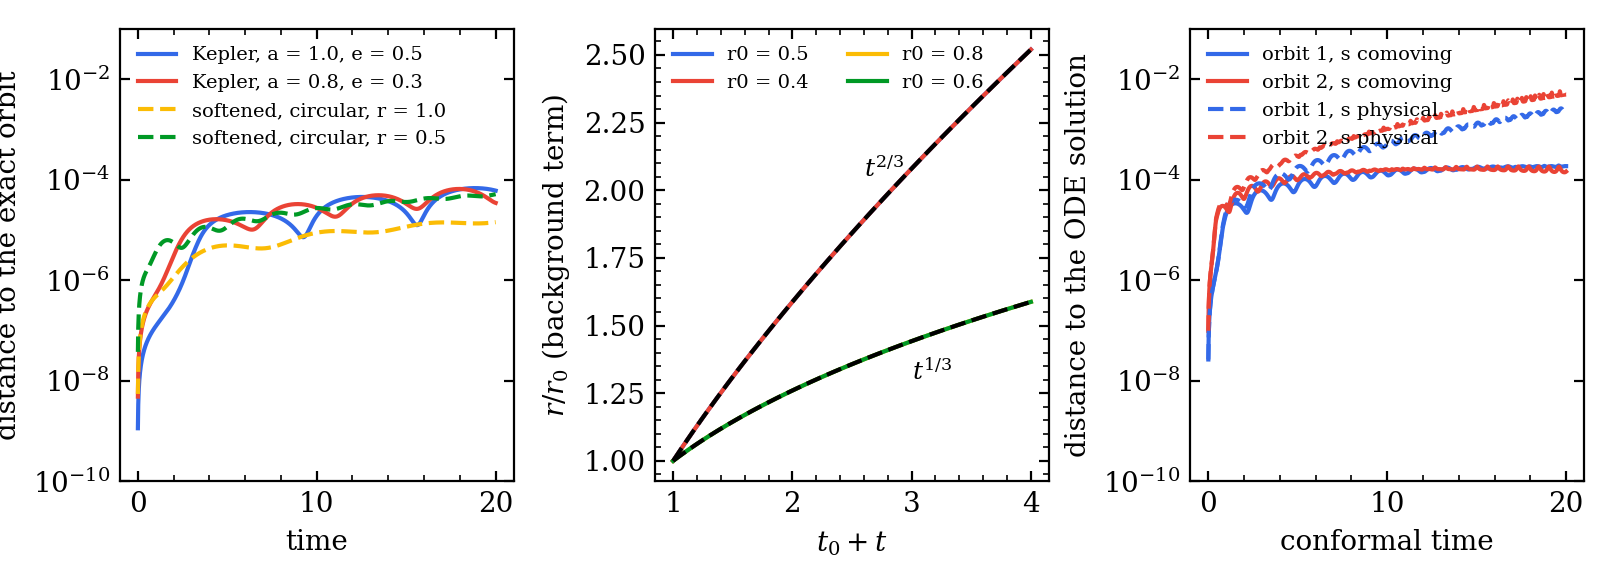 distance to the exact orbit
10⁻²
10⁻⁴
10⁻⁶
10⁻⁸
10⁻¹⁰
Kepler, a = 1.0, e = 0.5
Kepler, a = 0.8, e = 0.3
softened, circular, r = 1.0
softened, circular, r = 0.5
0
10
20
time
r/r₀ (background term)
2.50
2.25
2.00
1.75
1.50
1.25
1.00
r0 = 0.5
r0 = 0.4
r0 = 0.8
r0 = 0.6
t^{2/3}
t^{1/3}
1
2
3
4
t₀ + t
distance to the ODE solution
10⁻²
10⁻⁴
10⁻⁶
10⁻⁸
10⁻¹⁰
orbit 1, s comoving
orbit 2, s comoving
orbit 1, s physical
orbit 2, s physical
0
10
20
conformal time